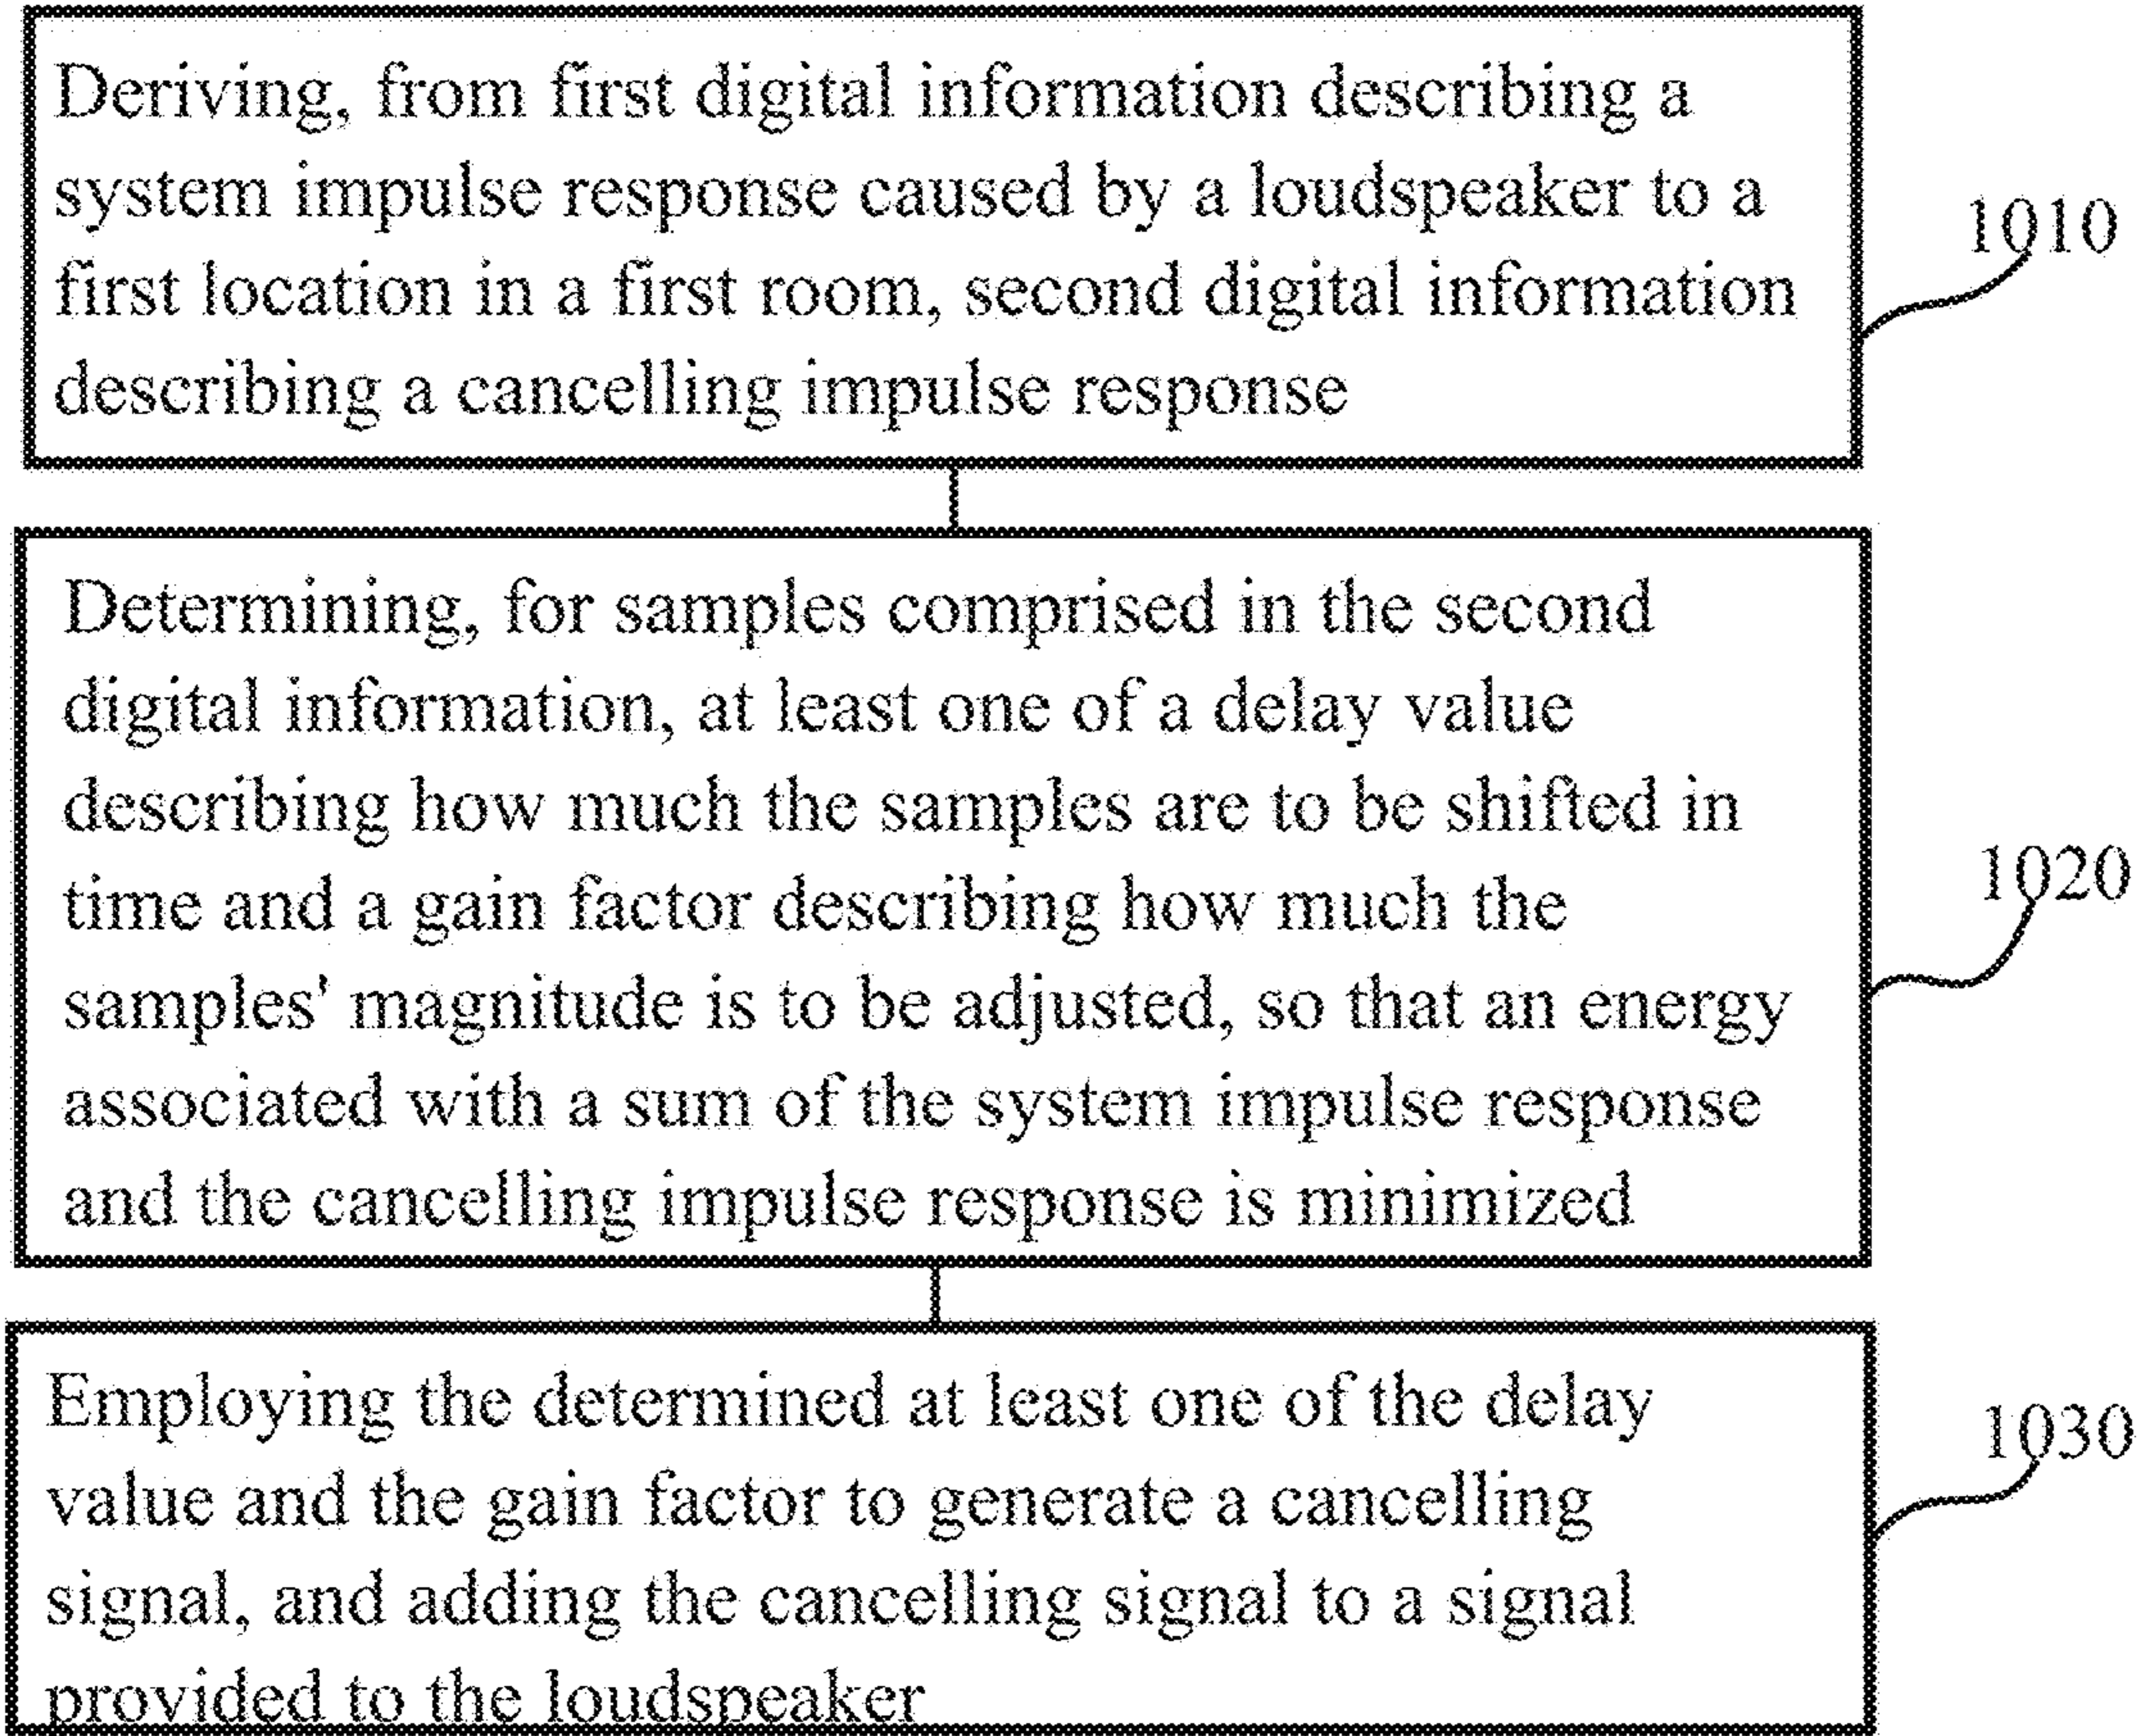 Deriving, from first digital information describing a
system impulse response caused by a loudspeaker to a
first location in a first room, second digital information
describing a cancelling impulse response
1010
Determining, for samples comprised in the second
digital information, at least one of a delay value
describing how much the samples are to be shifted in
time and a gain factor describing how much the
samples' magnitude is to be adjusted, so that an energy
associated with a sum of the system impulse response
and the cancelling impulse response is minimized
1020
Employing the determined at least one of the delay
value and the gain factor to generate a cancelling
signal, and adding the cancelling signal to a signal
provided to the loudspeaker
1030